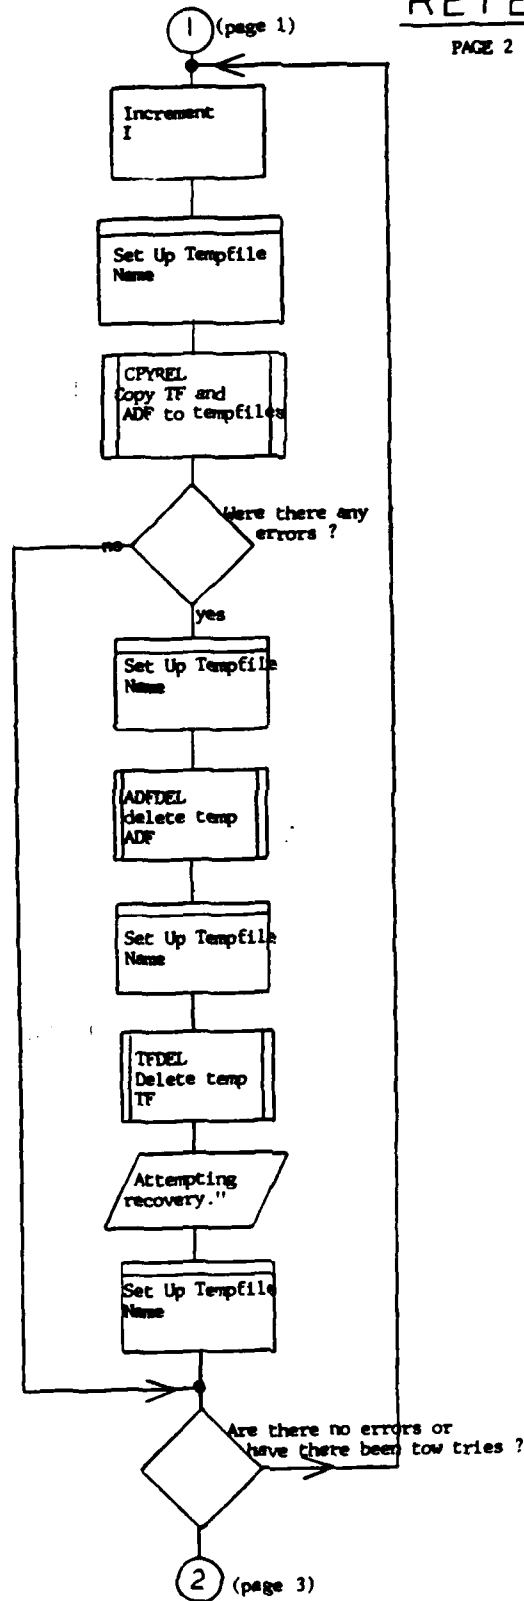 1 (page 1)
PAGE 2
Increment
I
Set Up Tempfile
Name
CPYREL
Copy TF and
ADF to tempfiles
Were there any
errors ?
no
yes
Set Up Tempfile
Name
ADFDEL
delete temp
ADF
Set Up Tempfile
Name
TFDEL
Delete temp
TF
Attempting
recovery."
Set Up Tempfile
Name
Are there no errors or
have there been tow tries ?
2 (page 3)